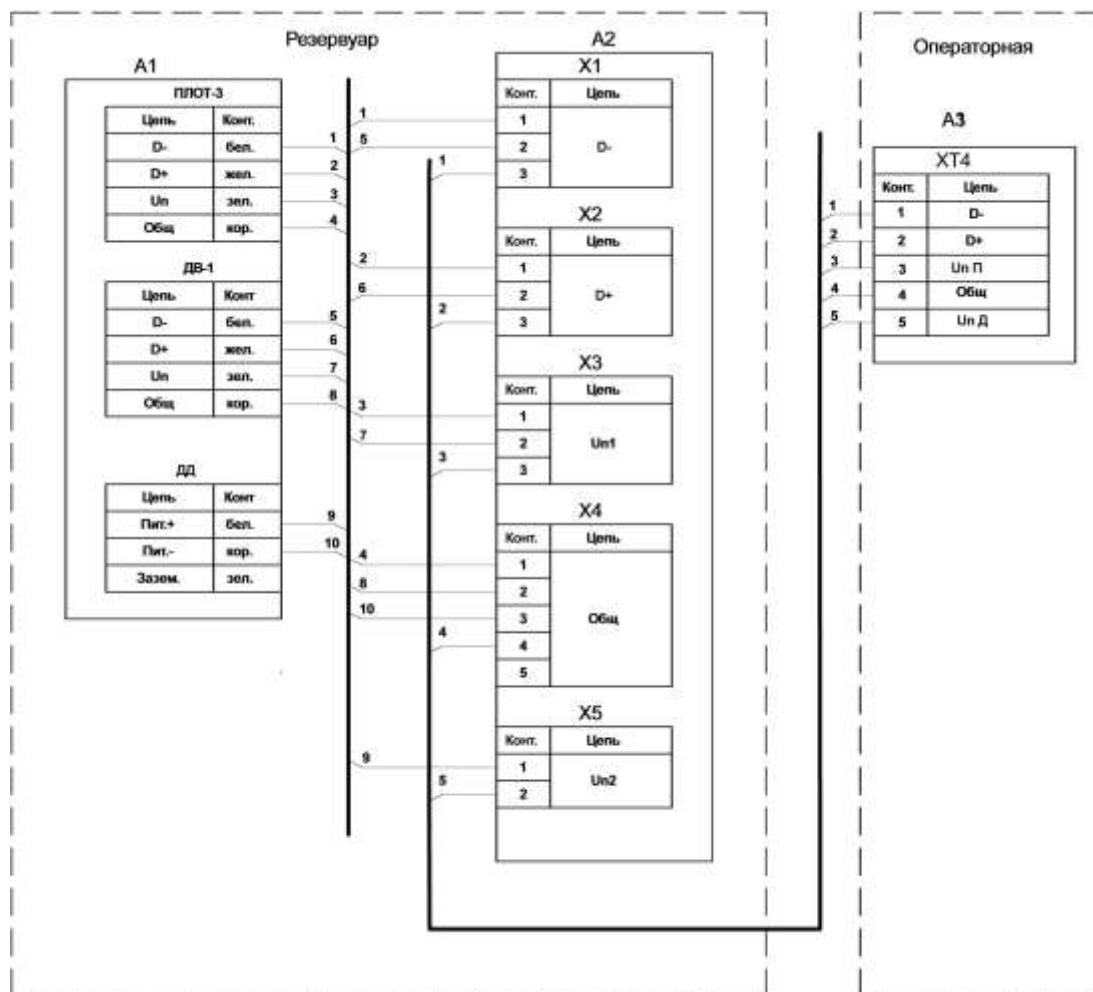 Резервуар
A1
ПЛОТ-3
Цепь Конт.
D- бел. 1
D+ жел. 2
Un зел. 3
Общ кор. 4
ДВ-1
Цепь Конт
D- бел. 5
D+ жел. 6
Un зел. 7
Общ кор. 8
ДД
Цепь Конт
Пит.+ бел. 9
Пит.- кор. 10
Зазем. зел.
A2
X1
Конт. Цепь
1 1
5 2 D-
1 3
X2
Конт. Цепь
2 1
6 2 D+
2 3
X3
Конт. Цепь
3 1
7 2 Un1
3 3
X4
Конт. Цепь
4 1
8 2
10 3 Общ
4 4
5
X5
Конт. Цепь
9 1
5 2 Un2
Операторная
A3
XT4
Конт. Цепь
1 1 D-
2 2 D+
3 3 Un П
4 4 Общ
5 5 Un Д